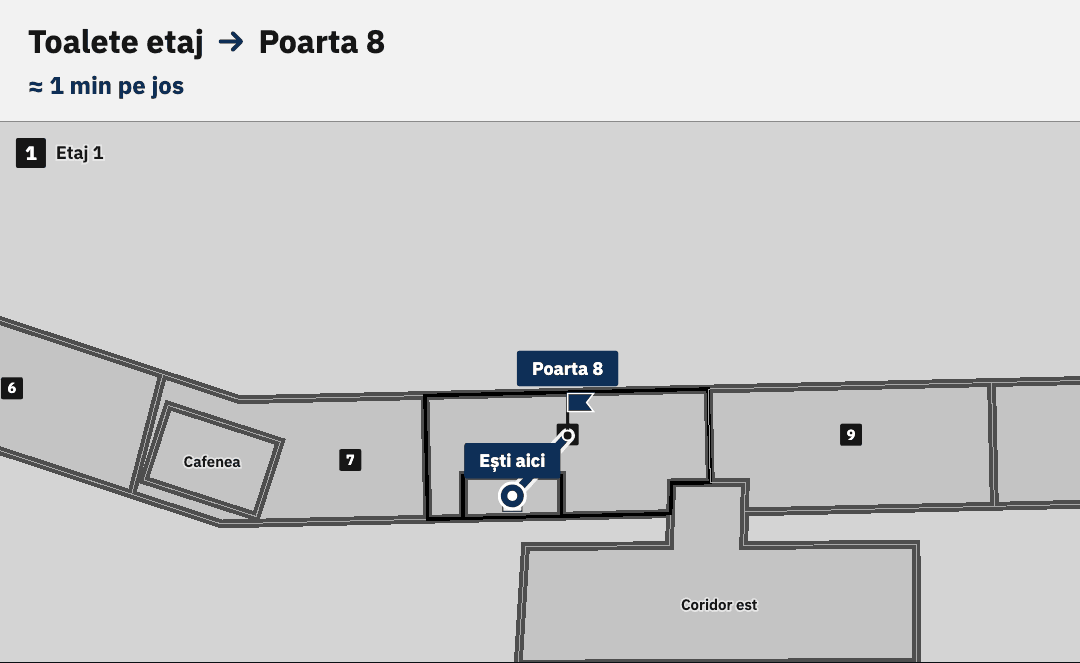 Toalete etaj → Poarta 8
≈ 1 min pe jos
1 Etaj 1
Poarta 8
6
9
Ești aici
7
Cafenea
Coridor est